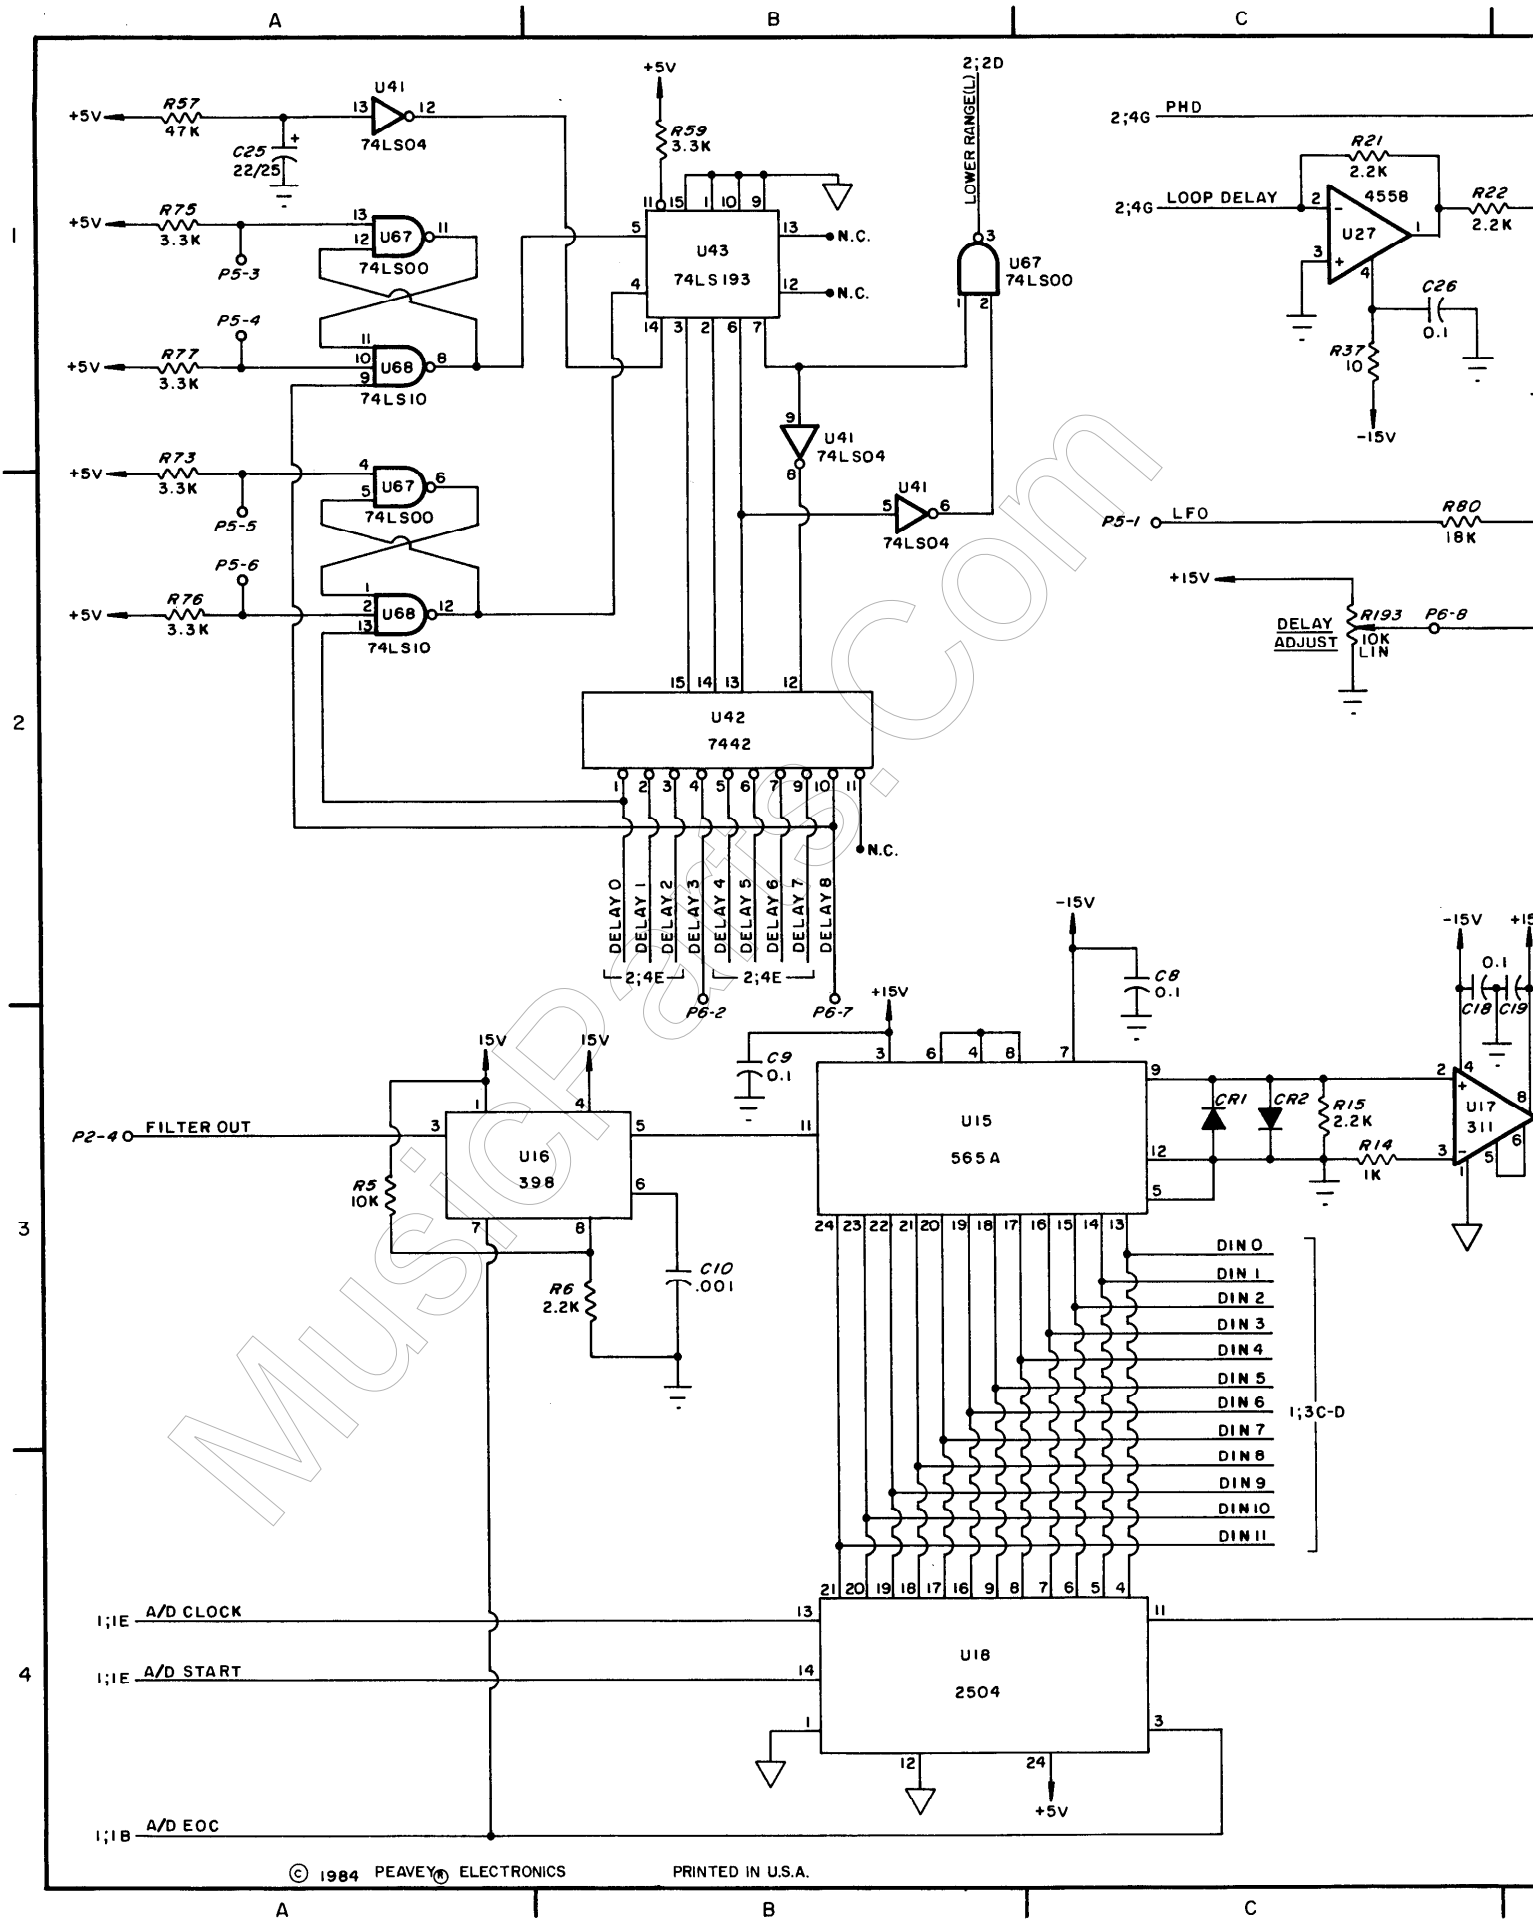 A B C
1
2
3
4
+5V
R57
47K
13 U41 12
74LS04
C25
22/25
+
+5V
R75
3.3K
P5-3
13
12
U67
11
74LS00
P5-4
+5V
R77
3.3K
11
10
9
U68
8
74LS10
+5V
R73
3.3K
P5-5
4
5
U67
6
74LS00
P5-6
+5V
R76
3.3K
1
2
13
U68
12
74LS10
+5V
R59
3.3K
11 15 1 10 9
5
4
U43
74LS193
13
N.C.
12
N.C.
14 3 2 6 7
2;2D
LOWER RANGE(L)
3
U67
74LS00
1 2
9
U41
74LS04
8
U41
5 6
74LS04
15 14 13 12
U42
7442
1 2 3 4 5 6 7 9 10 11
N.C.
DELAY 0
DELAY 1
DELAY 2
DELAY 3
DELAY 4
DELAY 5
DELAY 6
DELAY 7
DELAY 8
2;4E
2;4E
P6-2
P6-7
2;4G PHD
2;4G LOOP DELAY
R21
2.2K
2
-
3
+
4558
U27
1
4
R22
2.2K
C26
0.1
R37
10
-15V
P5-1 LFO
R80
18K
+15V
DELAY
ADJUST
R193
10K
LIN
P6-8
-15V
C8
0.1
-15V
+15
0.1
C18 C19
15V
15V
+15V
C9
0.1
P2-4 FILTER OUT
3
1
4
5
U16
398
6
7
8
R5
10K
R6
2.2K
C10
.001
3 6 4 8 7
11
U15
565A
9
12
5
24 23 22 21 20 19 18 17 16 15 14 13
CR1
CR2
R15
2.2K
R14
1K
2
+
4
U17
311
8
3
-
1
5
6
DIN 0
DIN 1
DIN 2
DIN 3
DIN 4
DIN 5
DIN 6
DIN 7
DIN 8
DIN 9
DIN 10
DIN 11
1;3C-D
21 20 19 18 17 16 9 8 7 6 5 4
1;1E A/D CLOCK
13
11
1;1E A/D START
14
U18
2504
1
3
12
24
+5V
1;1B A/D EOC
© 1984 PEAVEY® ELECTRONICS PRINTED IN U.S.A.
A B C
MusicParts.Com